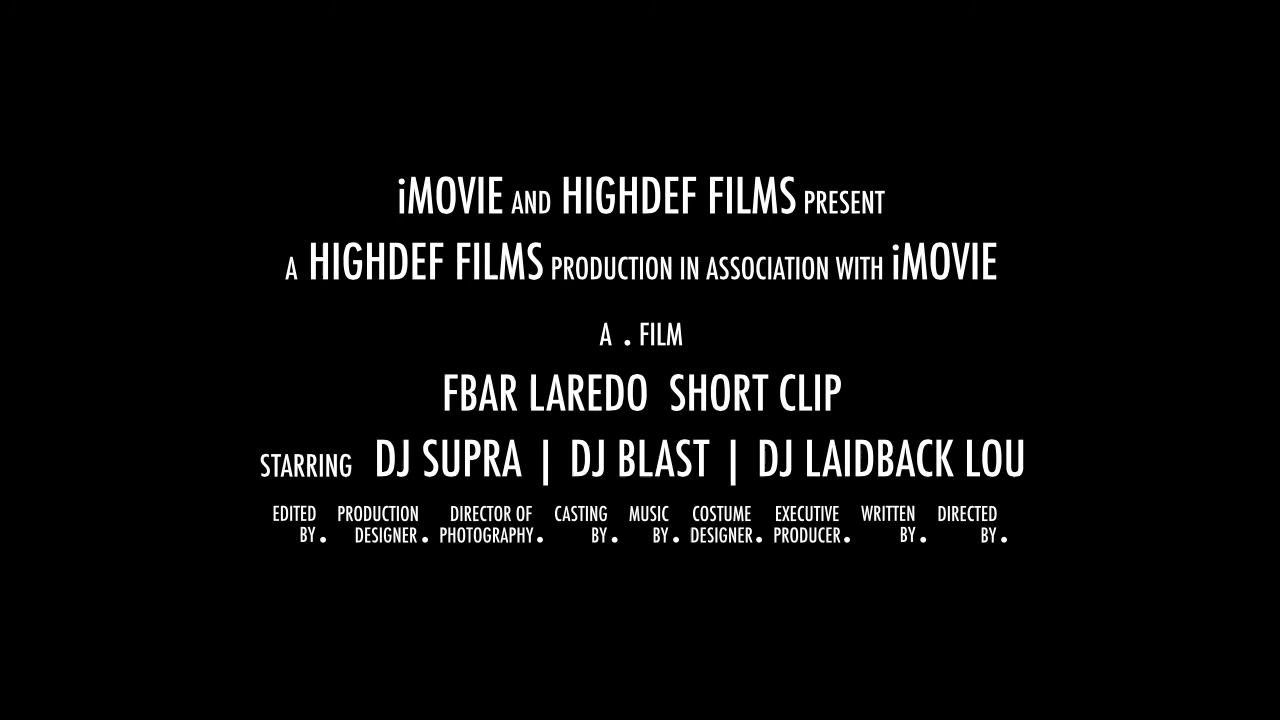 iMOVIE AND HIGHDEF FILMS PRESENT
A HIGHDEF FILMS PRODUCTION IN ASSOCIATION WITH iMOVIE
A . FILM
FBAR LAREDO SHORT CLIP
STARRING DJ SUPRA | DJ BLAST | DJ LAIDBACK LOU
EDITED PRODUCTION DIRECTOR OF CASTING MUSIC COSTUME EXECUTIVE WRITTEN DIRECTED
BY. DESIGNER. PHOTOGRAPHY. BY. BY. DESIGNER. PRODUCER. BY. BY.